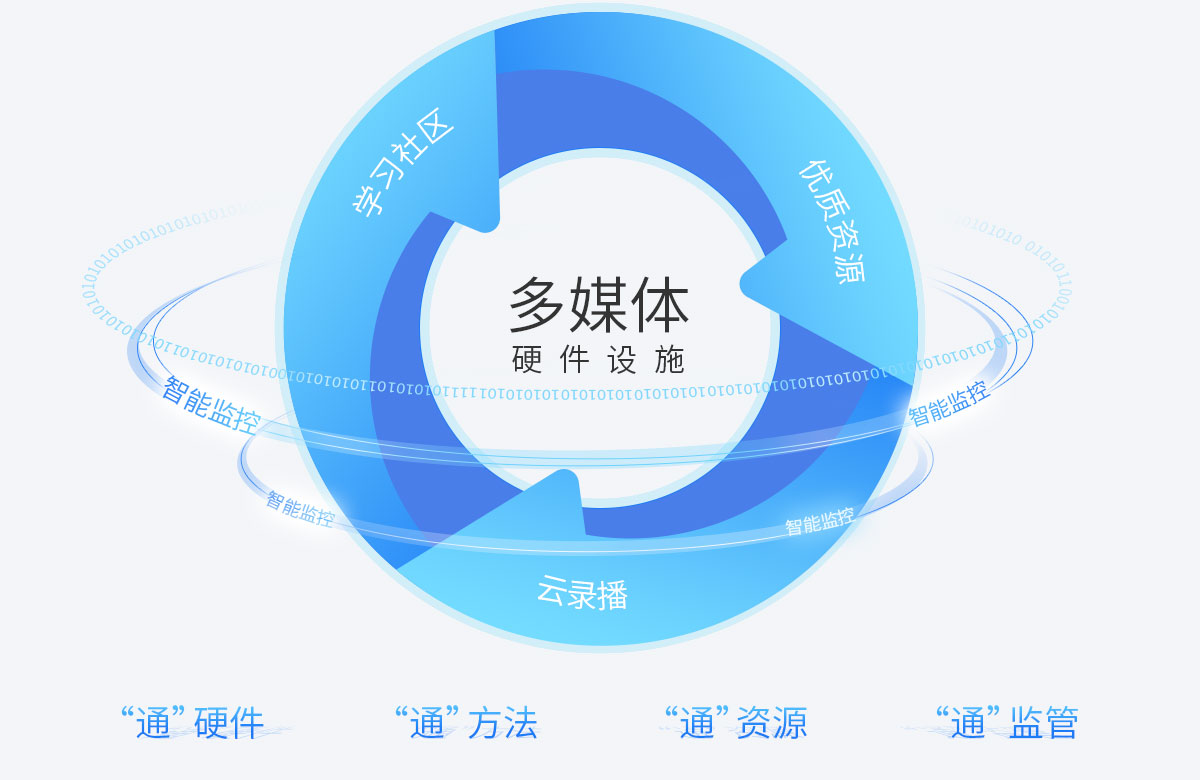 学习社区
优质资源
多媒体
硬件设施
智能监控
智能监控
智能监控
智能监控
云录播
“通”硬件
“通”方法
“通”资源
“通”监管